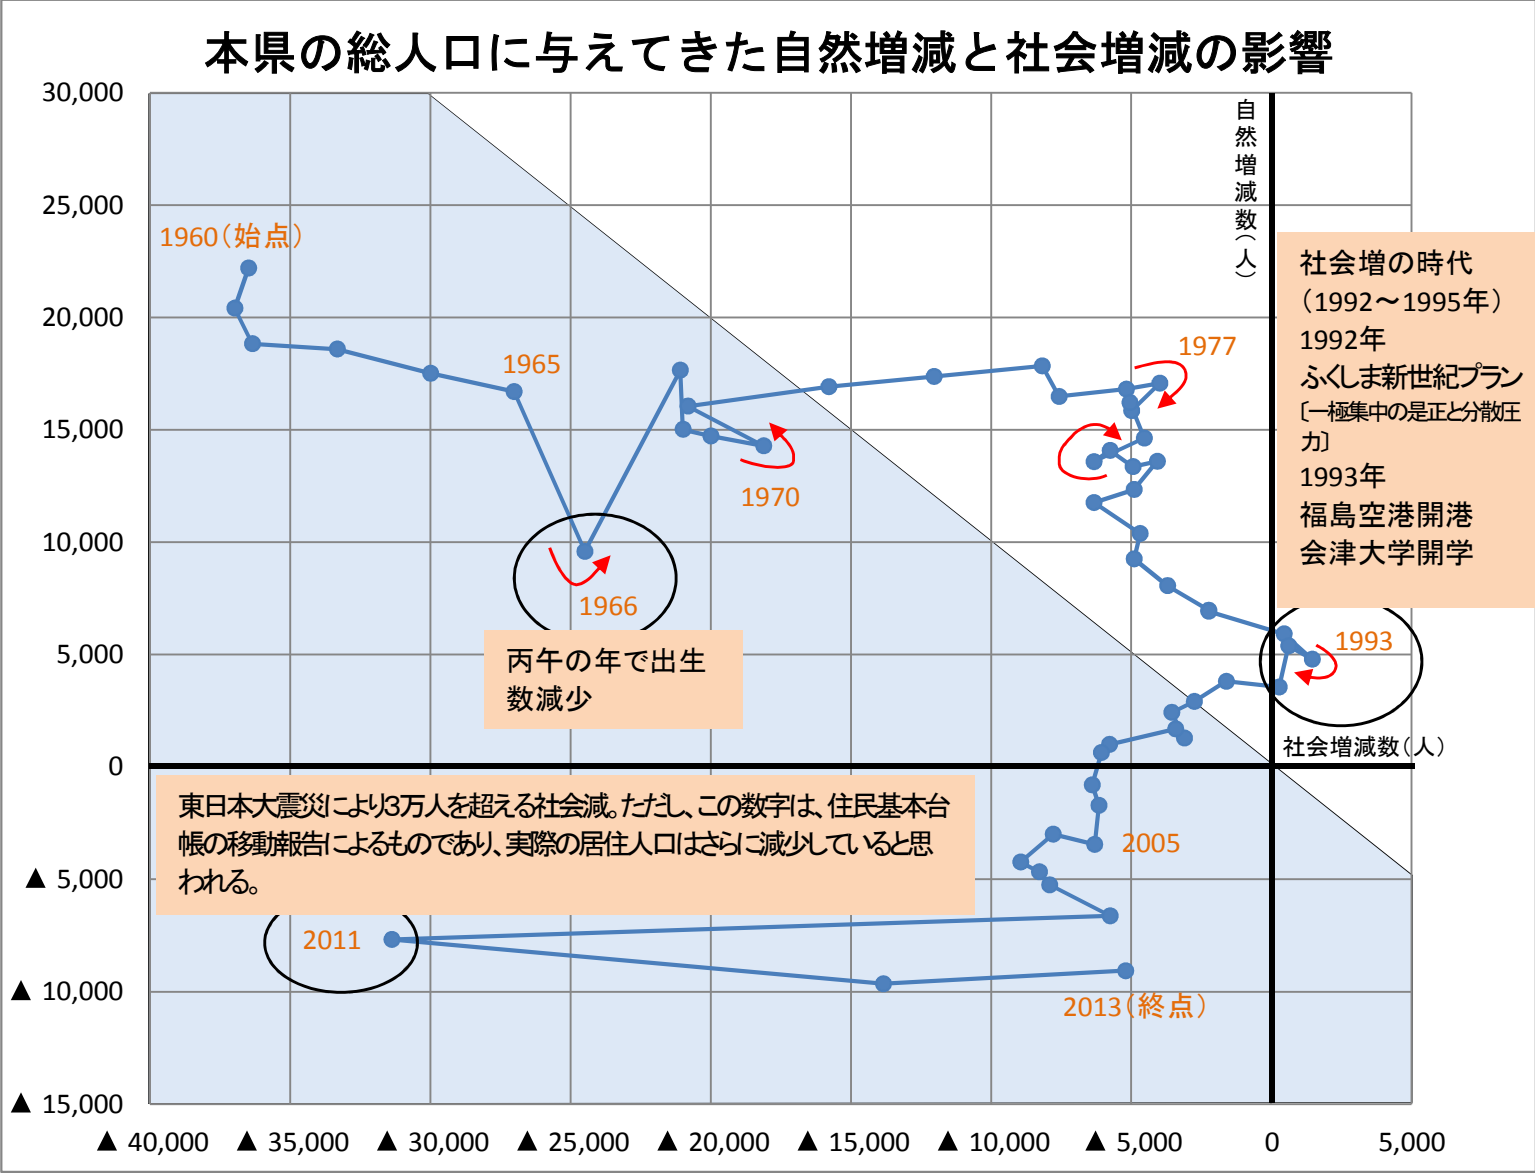 本県の総人口に与えてきた自然増減と社会増減の影響
30,000
25,000
20,000
15,000
10,000
5,000
0
▲ 5,000
▲ 10,000
▲ 15,000
▲ 40,000
▲ 35,000
▲ 30,000
▲ 25,000
▲ 20,000
▲ 15,000
▲ 10,000
▲ 5,000
0
5,000
自然増減数（人）
社会増減数（人）
1960（始点）
1965
1966
1970
1977
1993
2005
2011
2013（終点）
社会増の時代
（1992～1995年）
1992年
ふくしま新世紀プラン
〔一極集中の是正と分散圧
力〕
1993年
福島空港開港
会津大学開学
丙午の年で出生
数減少
東日本大震災により3万人を超える社会減。ただし、この数字は、住民基本台
帳の移動報告によるものであり、実際の居住人口はさらに減少していると思
われる。